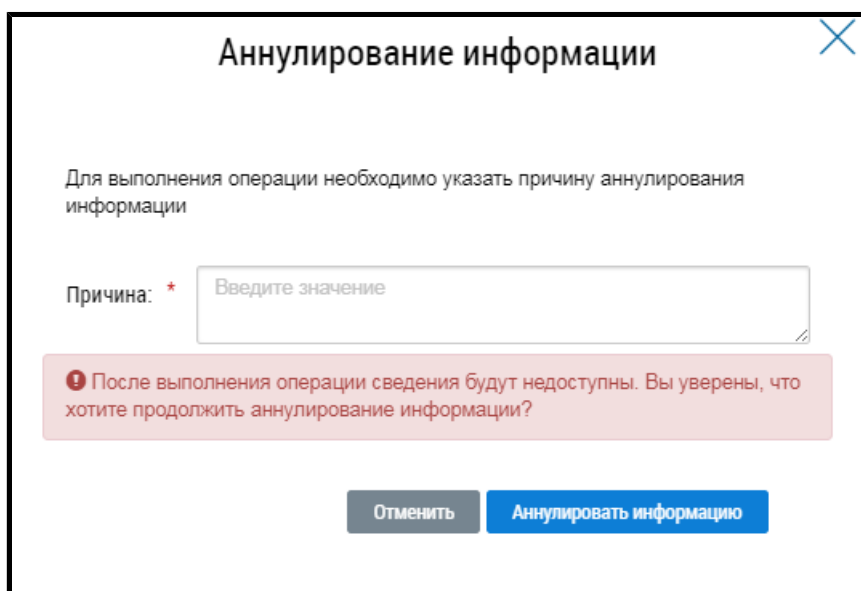 Аннулирование информации
Для выполнения операции необходимо указать причину аннулирования
информации
Причина: * Введите значение
После выполнения операции сведения будут недоступны. Вы уверены, что
хотите продолжить аннулирование информации?
Отменить Аннулировать информацию